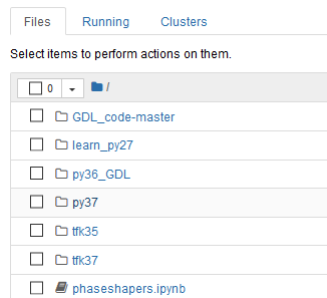 Files Running Clusters
Select items to perform actions on them.
0 /
GDL_code-master
learn_py27
py36_GDL
py37
tfk35
tfk37
phaseshapers.ipynb